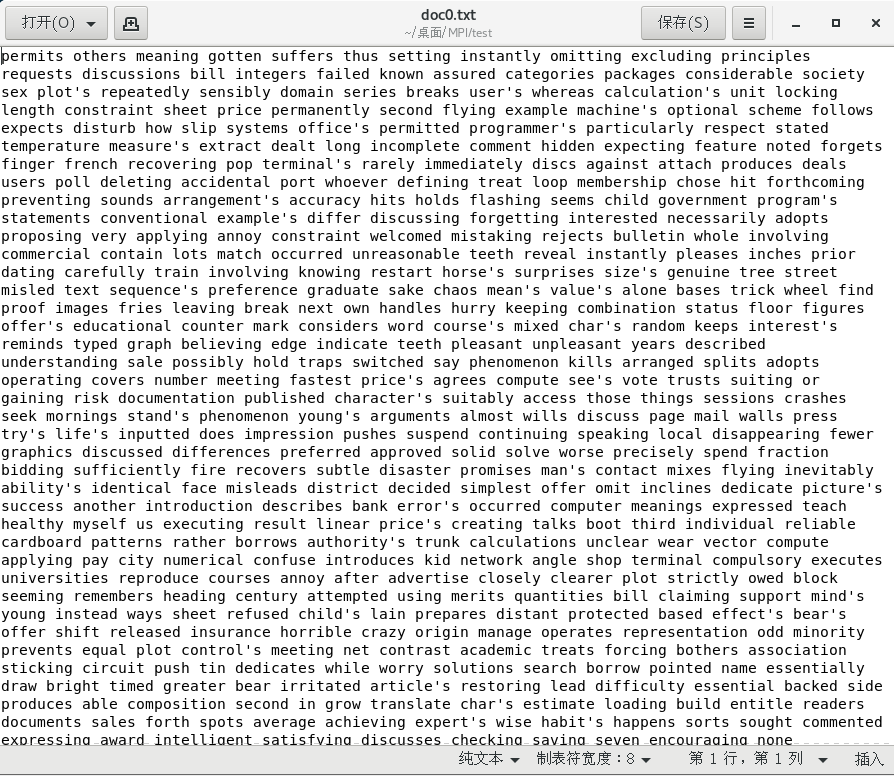 打开(O)
doc0.txt
~/桌面/MPI/test
保存(S)
permits others meaning gotten suffers thus setting instantly omitting excluding principles
requests discussions bill integers failed known assured categories packages considerable society
sex plot's repeatedly sensibly domain series breaks user's whereas calculation's unit locking
length constraint sheet price permanently second flying example machine's optional scheme follows
expects disturb how slip systems office's permitted programmer's particularly respect stated
temperature measure's extract dealt long incomplete comment hidden expecting feature noted forgets
finger french recovering pop terminal's rarely immediately discs against attach produces deals
users poll deleting accidental port whoever defining treat loop membership chose hit forthcoming
preventing sounds arrangement's accuracy hits holds flashing seems child government program's
statements conventional example's differ discussing forgetting interested necessarily adopts
proposing very applying annoy constraint welcomed mistaking rejects bulletin whole involving
commercial contain lots match occurred unreasonable teeth reveal instantly pleases inches prior
dating carefully train involving knowing restart horse's surprises size's genuine tree street
misled text sequence's preference graduate sake chaos mean's value's alone bases trick wheel find
proof images fries leaving break next own handles hurry keeping combination status floor figures
offer's educational counter mark considers word course's mixed char's random keeps interest's
reminds typed graph believing edge indicate teeth pleasant unpleasant years described
understanding sale possibly hold traps switched say phenomenon kills arranged splits adopts
operating covers number meeting fastest price's agrees compute see's vote trusts suiting or
gaining risk documentation published character's suitably access those things sessions crashes
seek mornings stand's phenomenon young's arguments almost wills discuss page mail walls press
try's life's inputted does impression pushes suspend continuing speaking local disappearing fewer
graphics discussed differences preferred approved solid solve worse precisely spend fraction
bidding sufficiently fire recovers subtle disaster promises man's contact mixes flying inevitably
ability's identical face misleads district decided simplest offer omit inclines dedicate picture's
success another introduction describes bank error's occurred computer meanings expressed teach
healthy myself us executing result linear price's creating talks boot third individual reliable
cardboard patterns rather borrows authority's trunk calculations unclear wear vector compute
applying pay city numerical confuse introduces kid network angle shop terminal compulsory executes
universities reproduce courses annoy after advertise closely clearer plot strictly owed block
seeming remembers heading century attempted using merits quantities bill claiming support mind's
young instead ways sheet refused child's lain prepares distant protected based effect's bear's
offer shift released insurance horrible crazy origin manage operates representation odd minority
prevents equal plot control's meeting net contrast academic treats forcing bothers association
sticking circuit push tin dedicates while worry solutions search borrow pointed name essentially
draw bright timed greater bear irritated article's restoring lead difficulty essential backed side
produces able composition second in grow translate char's estimate loading build entitle readers
documents sales forth spots average achieving expert's wise habit's happens sorts sought commented
expressing award intelligent satisfying discusses checking saying seven encouraging none
纯文本 制表符宽度：8 第 1 行，第 1 列 插入